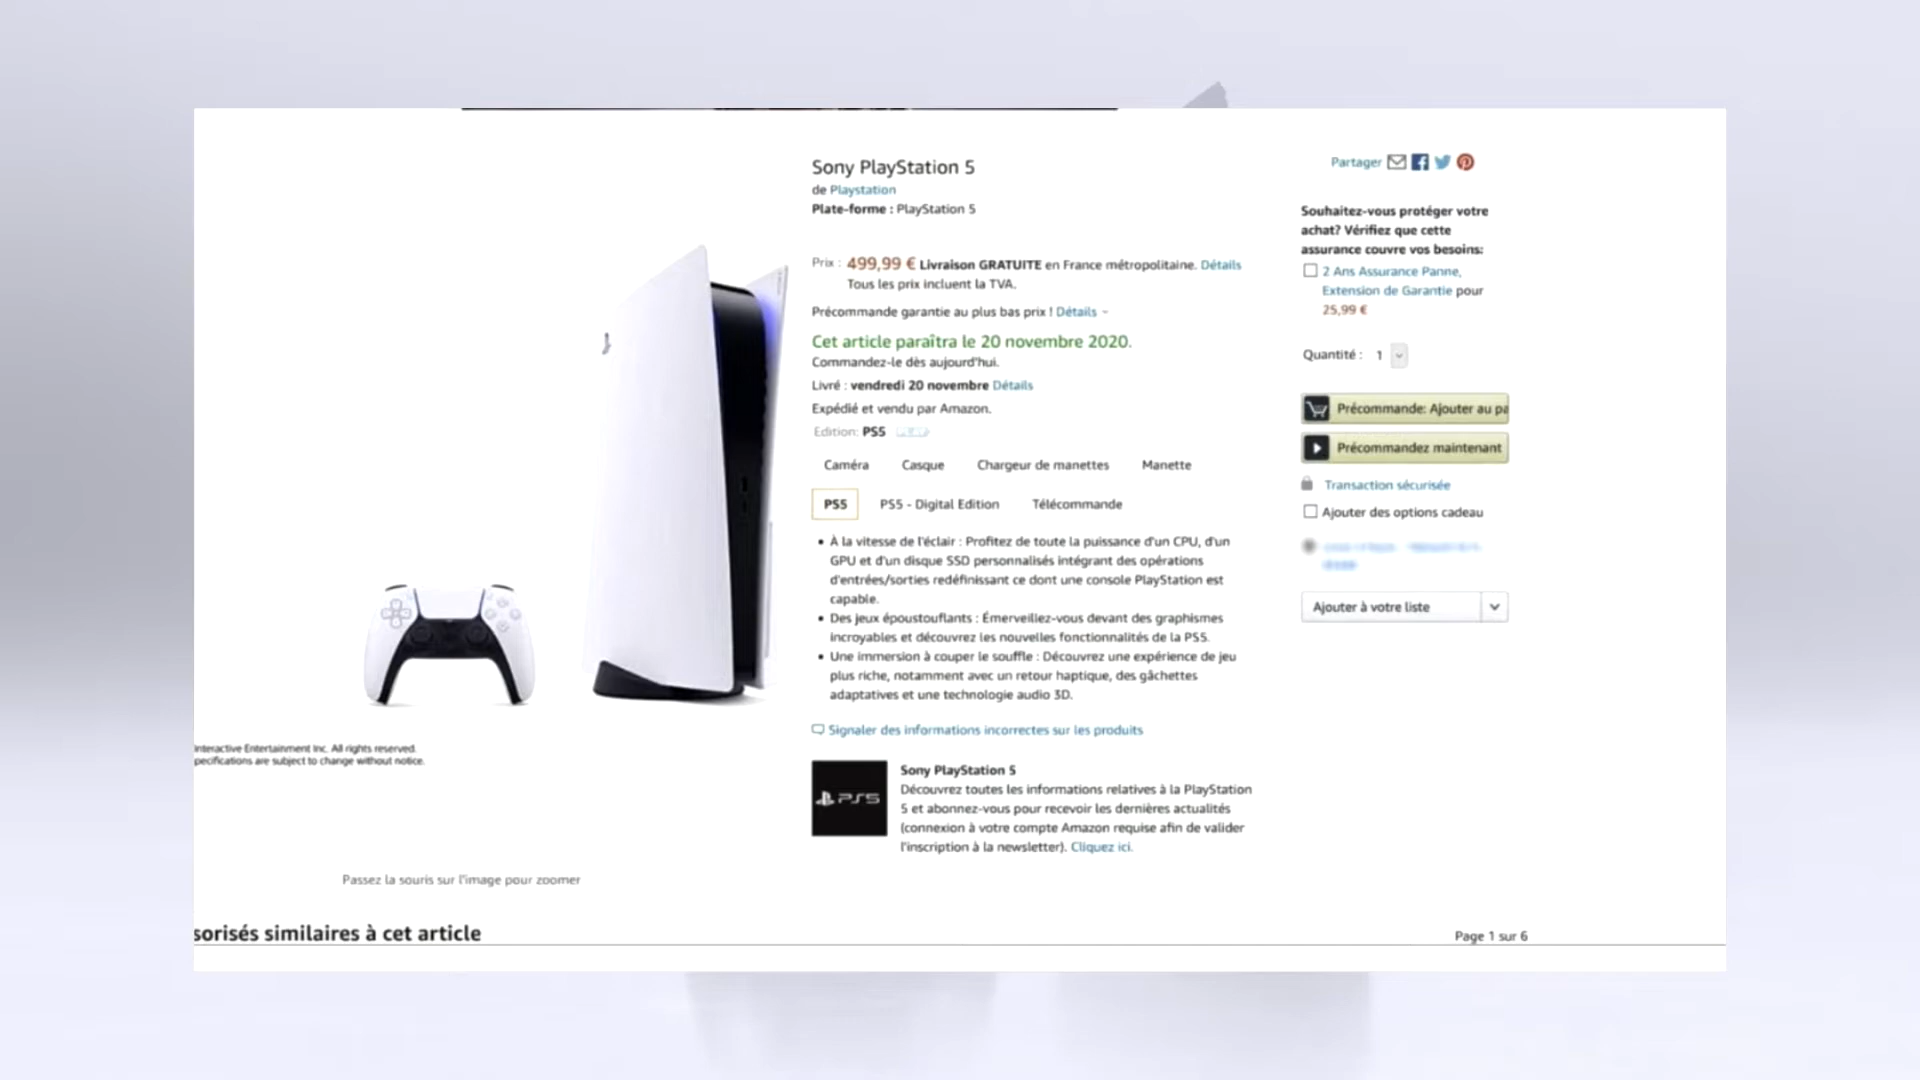 Sony PlayStation 5
de Playstation
Plate-forme : PlayStation 5
Prix : 499,99 € Livraison GRATUITE en France métropolitaine. Détails
Tous les prix incluent la TVA.
Précommande garantie au plus bas prix ! Détails
Cet article paraîtra le 20 novembre 2020.
Commandez-le dès aujourd'hui.
Livré : vendredi 20 novembre Détails
Expédié et vendu par Amazon.
Edition: PS5
Caméra Casque Chargeur de manettes Manette
PS5 PS5 - Digital Edition Télécommande
• À la vitesse de l'éclair : Profitez de toute la puissance d'un CPU, d'un
GPU et d'un disque SSD personnalisés intégrant des opérations
d'entrées/sorties redéfinissant ce dont une console PlayStation est
capable.
• Des jeux époustouflants : Émerveillez-vous devant des graphismes
incroyables et découvrez les nouvelles fonctionnalités de la PS5.
• Une immersion à couper le souffle : Découvrez une expérience de jeu
plus riche, notamment avec un retour haptique, des gâchettes
adaptatives et une technologie audio 3D.
Signaler des informations incorrectes sur les produits
PS5
Sony PlayStation 5
Découvrez toutes les informations relatives à la PlayStation
5 et abonnez-vous pour recevoir les dernières actualités
(connexion à votre compte Amazon requise afin de valider
l'inscription à la newsletter). Cliquez ici.
Partager
Souhaitez-vous protéger votre
achat? Vérifiez que cette
assurance couvre vos besoins:
2 Ans Assurance Panne,
Extension de Garantie pour
25,99 €
Quantité : 1
Précommande: Ajouter au pa
Précommandez maintenant
Transaction sécurisée
Ajouter des options cadeau
Ajouter à votre liste
Interactive Entertainment Inc. All rights reserved.
pecifications are subject to change without notice.
Passez la souris sur l'image pour zoomer
sorisés similaires à cet article
Page 1 sur 6